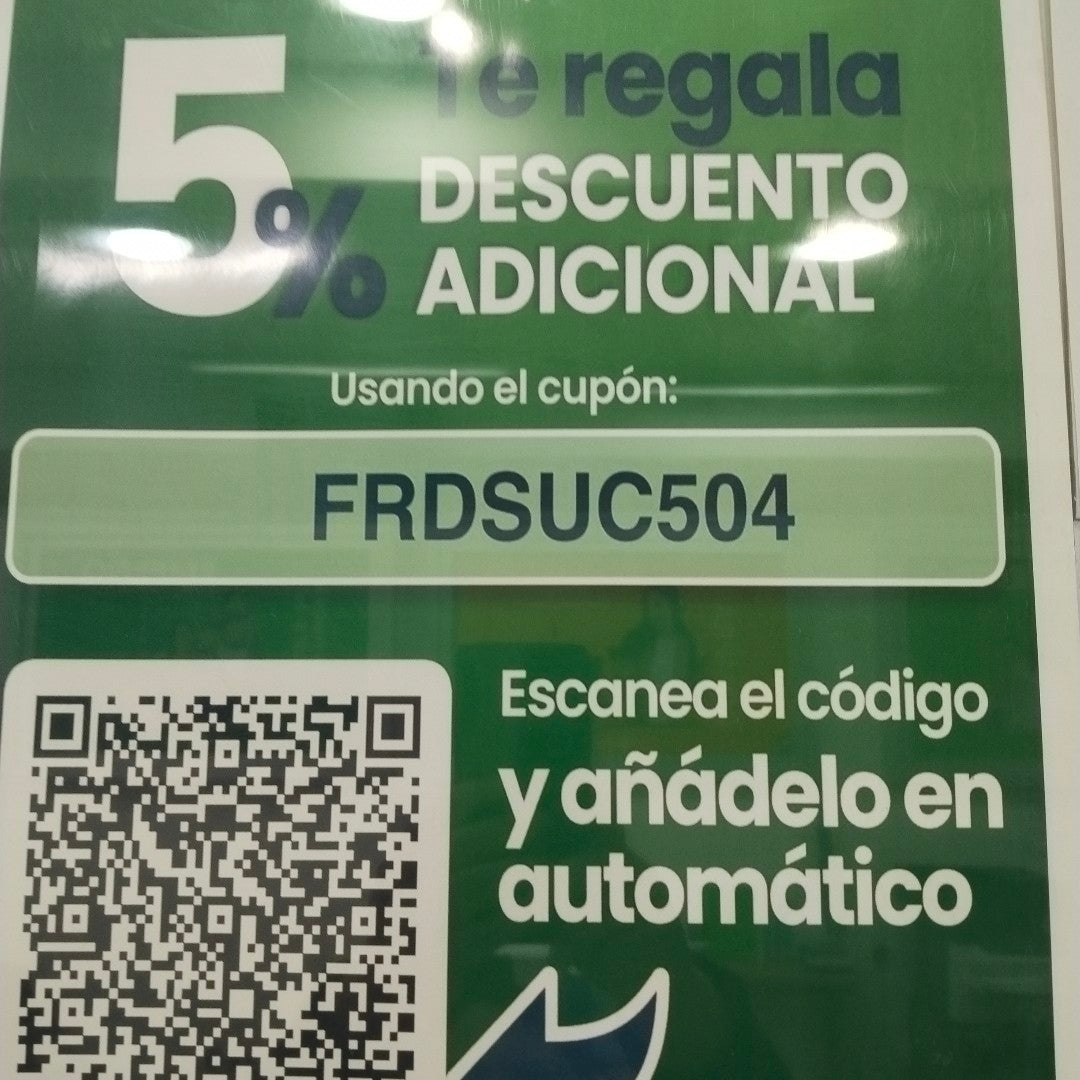 5% Te regala
DESCUENTO
ADICIONAL
Usando el cupón:
FRDSUC504
Escanea el código
y añádelo en
automático